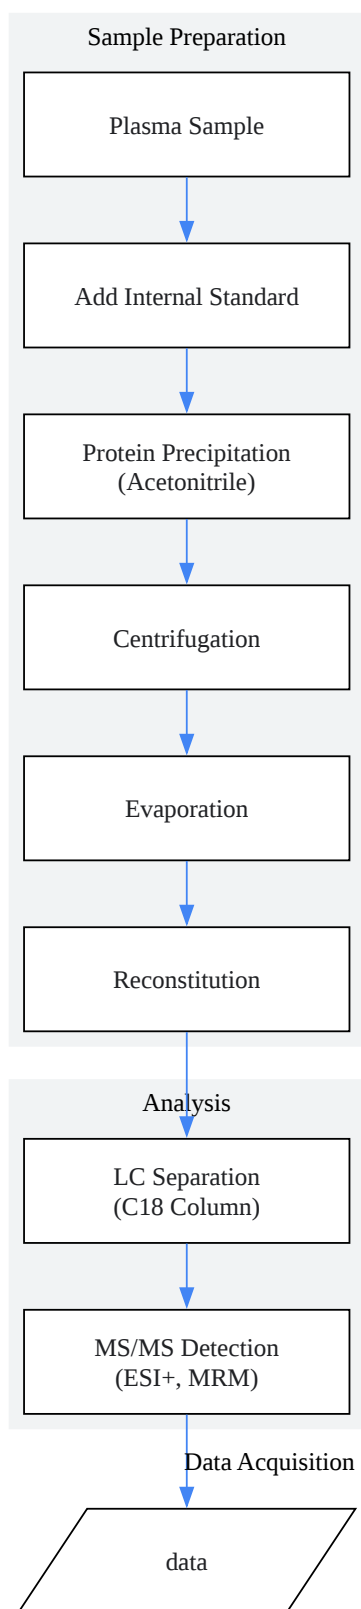 Sample Preparation
Plasma Sample
Add Internal Standard
Protein Precipitation
(Acetonitrile)
Centrifugation
Evaporation
Reconstitution
Analysis
LC Separation
(C18 Column)
MS/MS Detection
(ESI+, MRM)
Data Acquisition
data